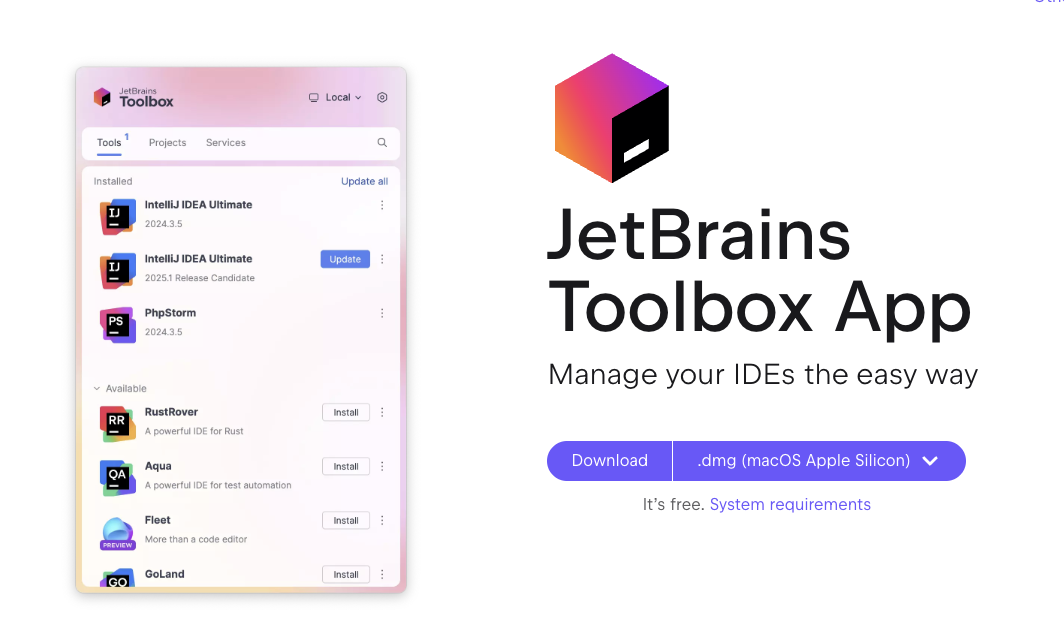 JetBrains
Toolbox
Local
Tools 1
Projects
Services
Installed
Update all
IJ
IntelliJ IDEA Ultimate
2024.3.5
IJ
IntelliJ IDEA Ultimate
2025.1 Release Candidate
Update
PS
PhpStorm
2024.3.5
Available
RR
RustRover
A powerful IDE for Rust
Install
QA
Aqua
A powerful IDE for test automation
Install
PREVIEW
Fleet
More than a code editor
Install
GO
GoLand
Install
JetBrains
Toolbox App
Manage your IDEs the easy way
Download
.dmg (macOS Apple Silicon)
It's free. System requirements